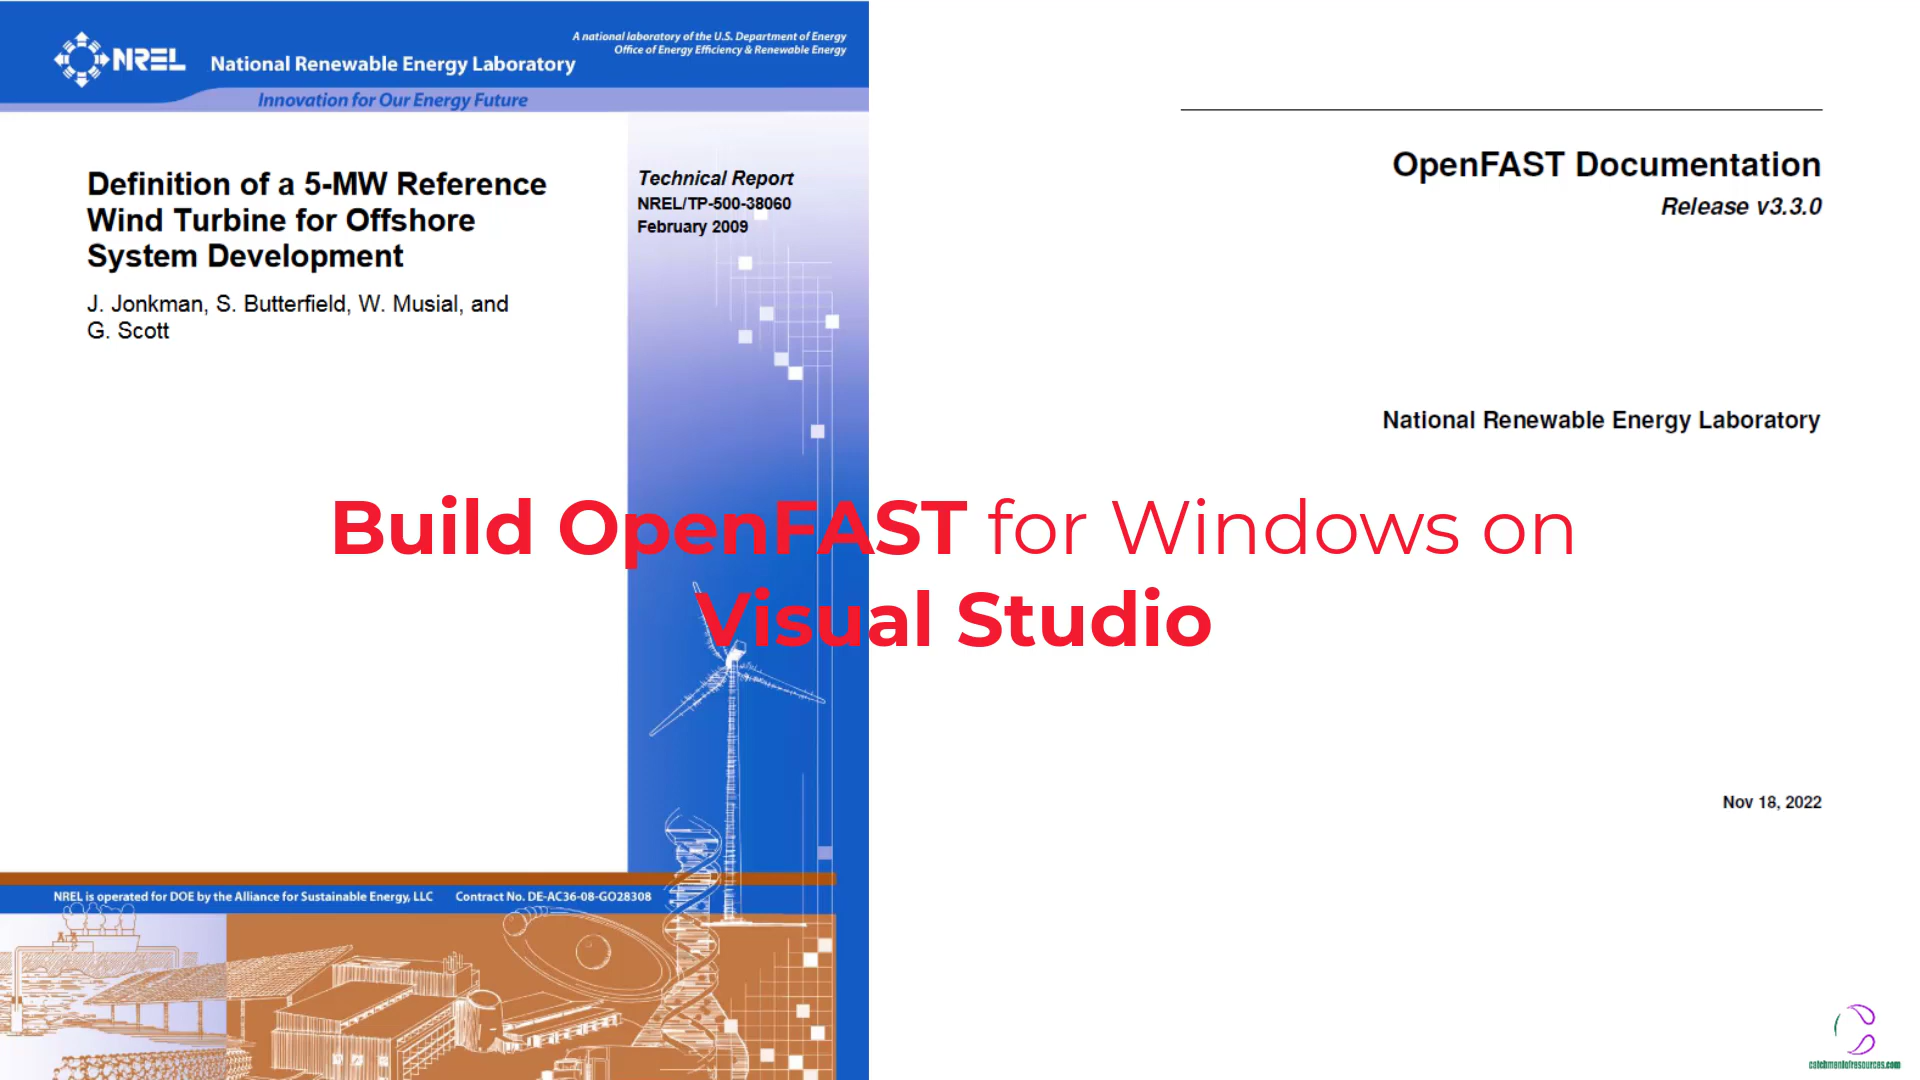 NREL
National Renewable Energy Laboratory
A national laboratory of the U.S. Department of Energy
Office of Energy Efficiency & Renewable Energy
Innovation for Our Energy Future
Definition of a 5-MW Reference
Wind Turbine for Offshore
System Development
J. Jonkman, S. Butterfield, W. Musial, and
G. Scott
Technical Report
NREL/TP-500-38060
February 2009
OpenFAST Documentation
Release v3.3.0
National Renewable Energy Laboratory
Build OpenFAST for Windows on
Visual Studio
Nov 18, 2022
NREL is operated for DOE by the Alliance for Sustainable Energy, LLC Contract No. DE-AC36-08-GO28308
catchmentofresources.com